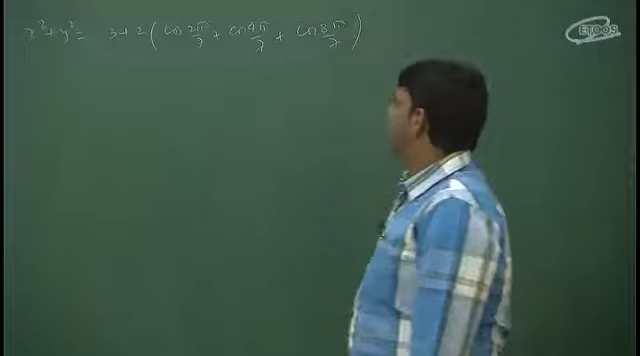 x² + y² = 3 + 2 ( cos 2π/7 + cos 4π/7 + cos 8π/7 )
ETOOS